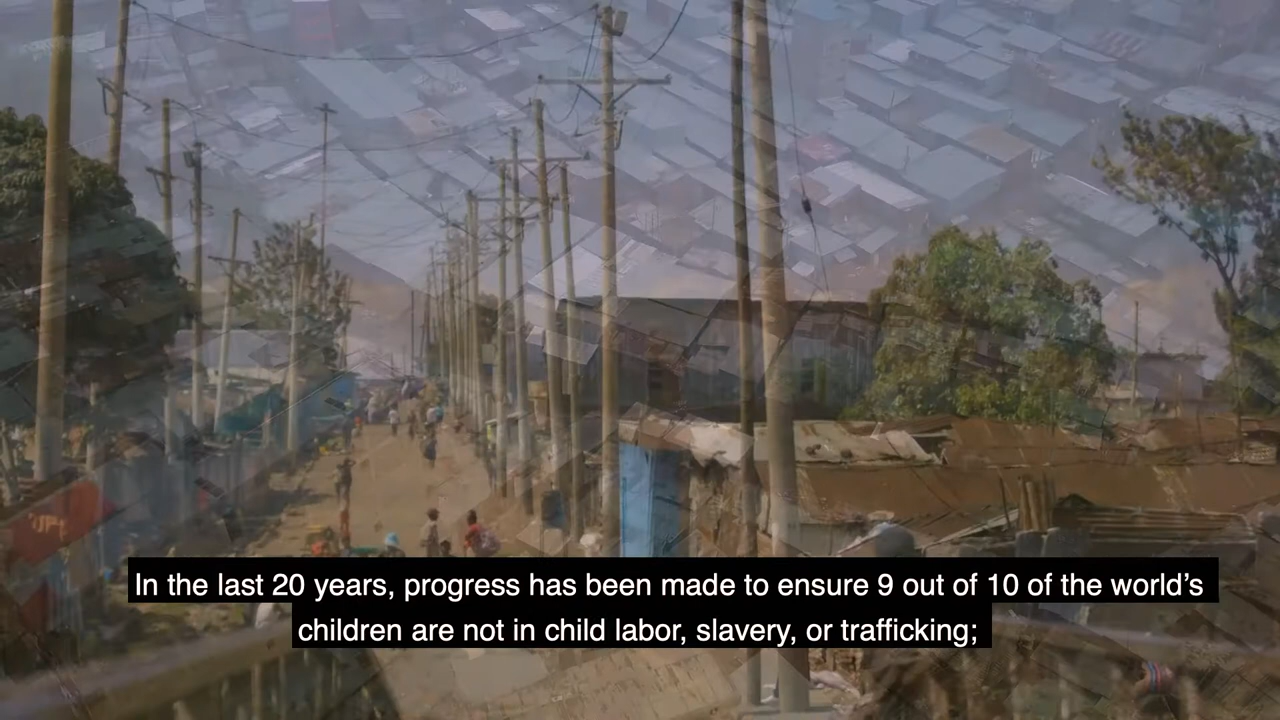 In the last 20 years, progress has been made to ensure 9 out of 10 of the world’s
children are not in child labor, slavery, or trafficking;